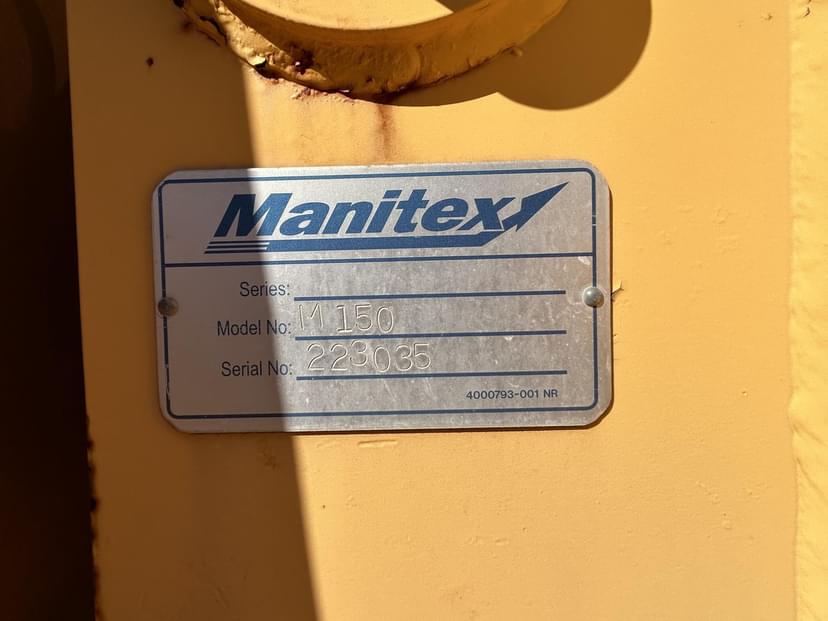 Manitex
Series:
Model No: M 150
Serial No: 223035
4000793-001 NR